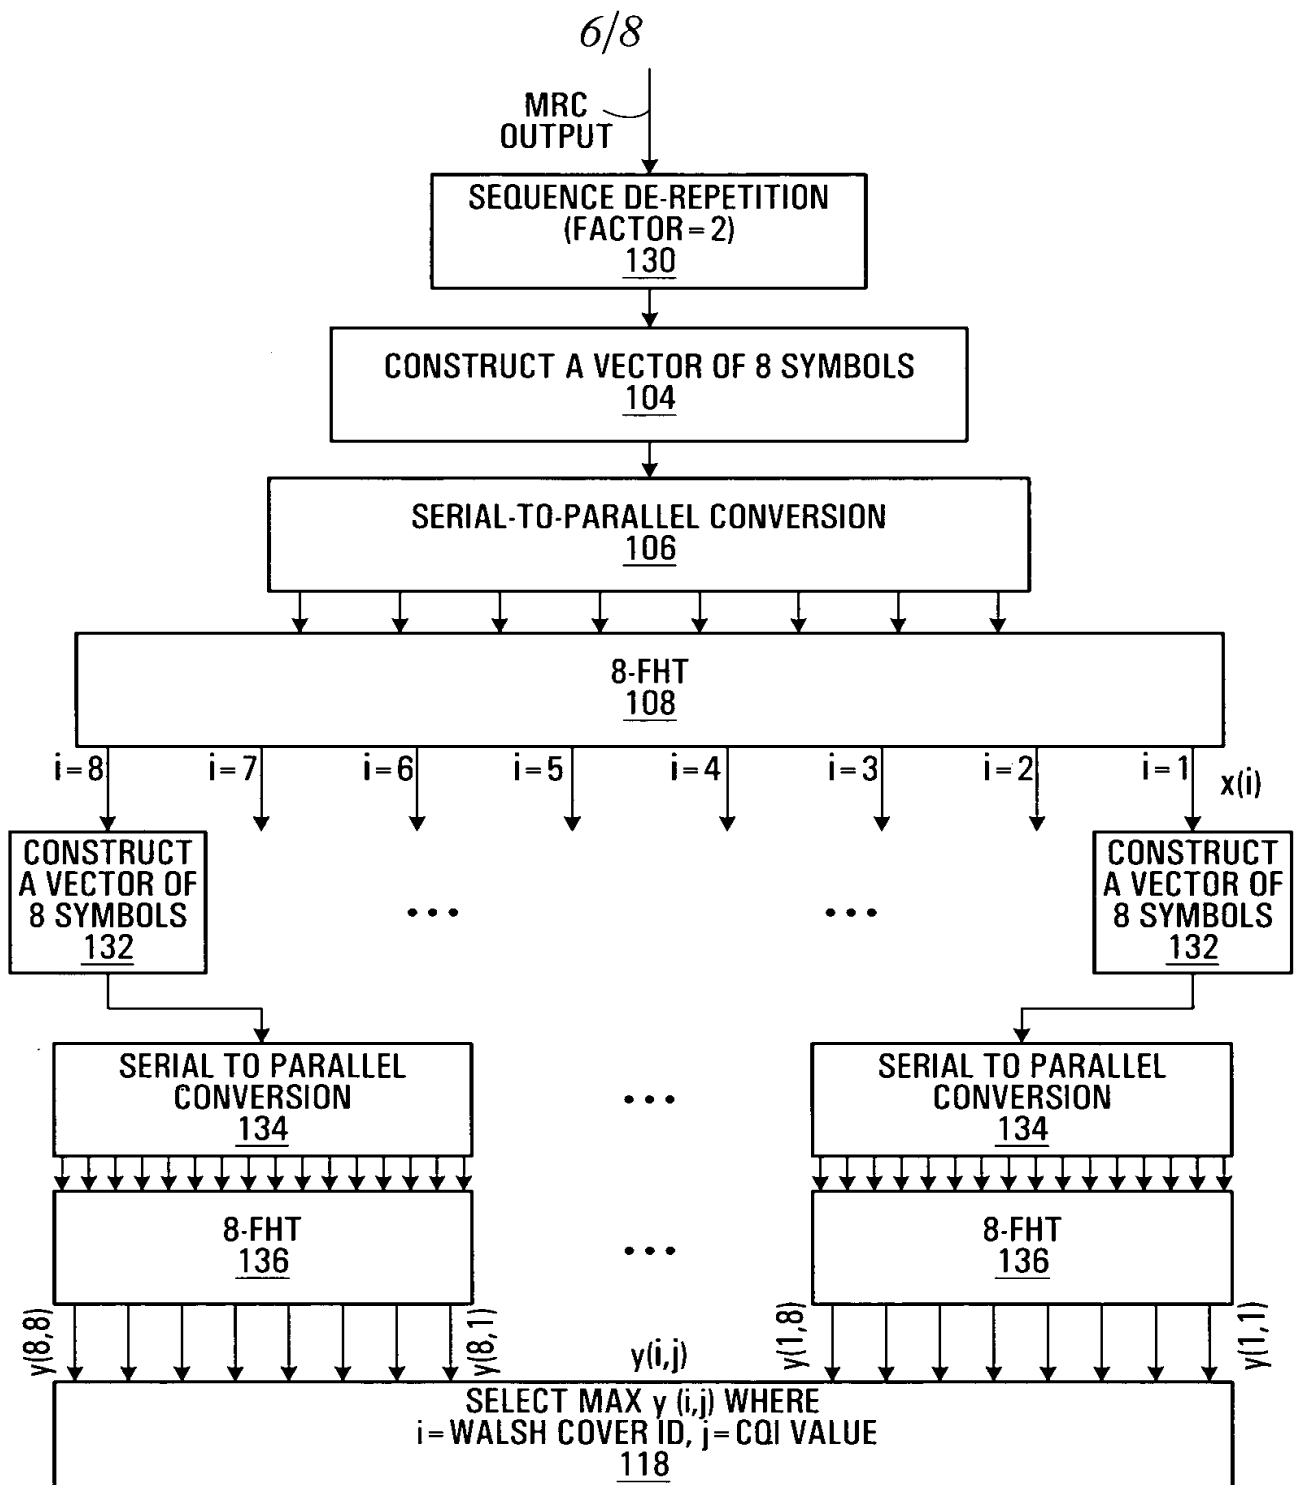 6/8
MRC
OUTPUT
SEQUENCE DE-REPETITION
(FACTOR=2)
130
CONSTRUCT A VECTOR OF 8 SYMBOLS
104
SERIAL-TO-PARALLEL CONVERSION
106
8-FHT
108
i=8 i=7 i=6 i=5 i=4 i=3 i=2 i=1 x(i)
CONSTRUCT
A VECTOR OF
8 SYMBOLS
132
...
...
CONSTRUCT
A VECTOR OF
8 SYMBOLS
132
SERIAL TO PARALLEL
CONVERSION
134
...
SERIAL TO PARALLEL
CONVERSION
134
8-FHT
136
...
8-FHT
136
y(8,8)
y(8,1)
y(i,j)
y(1,8)
y(1,1)
SELECT MAX y (i,j) WHERE
i=WALSH COVER ID, j=CQI VALUE
118